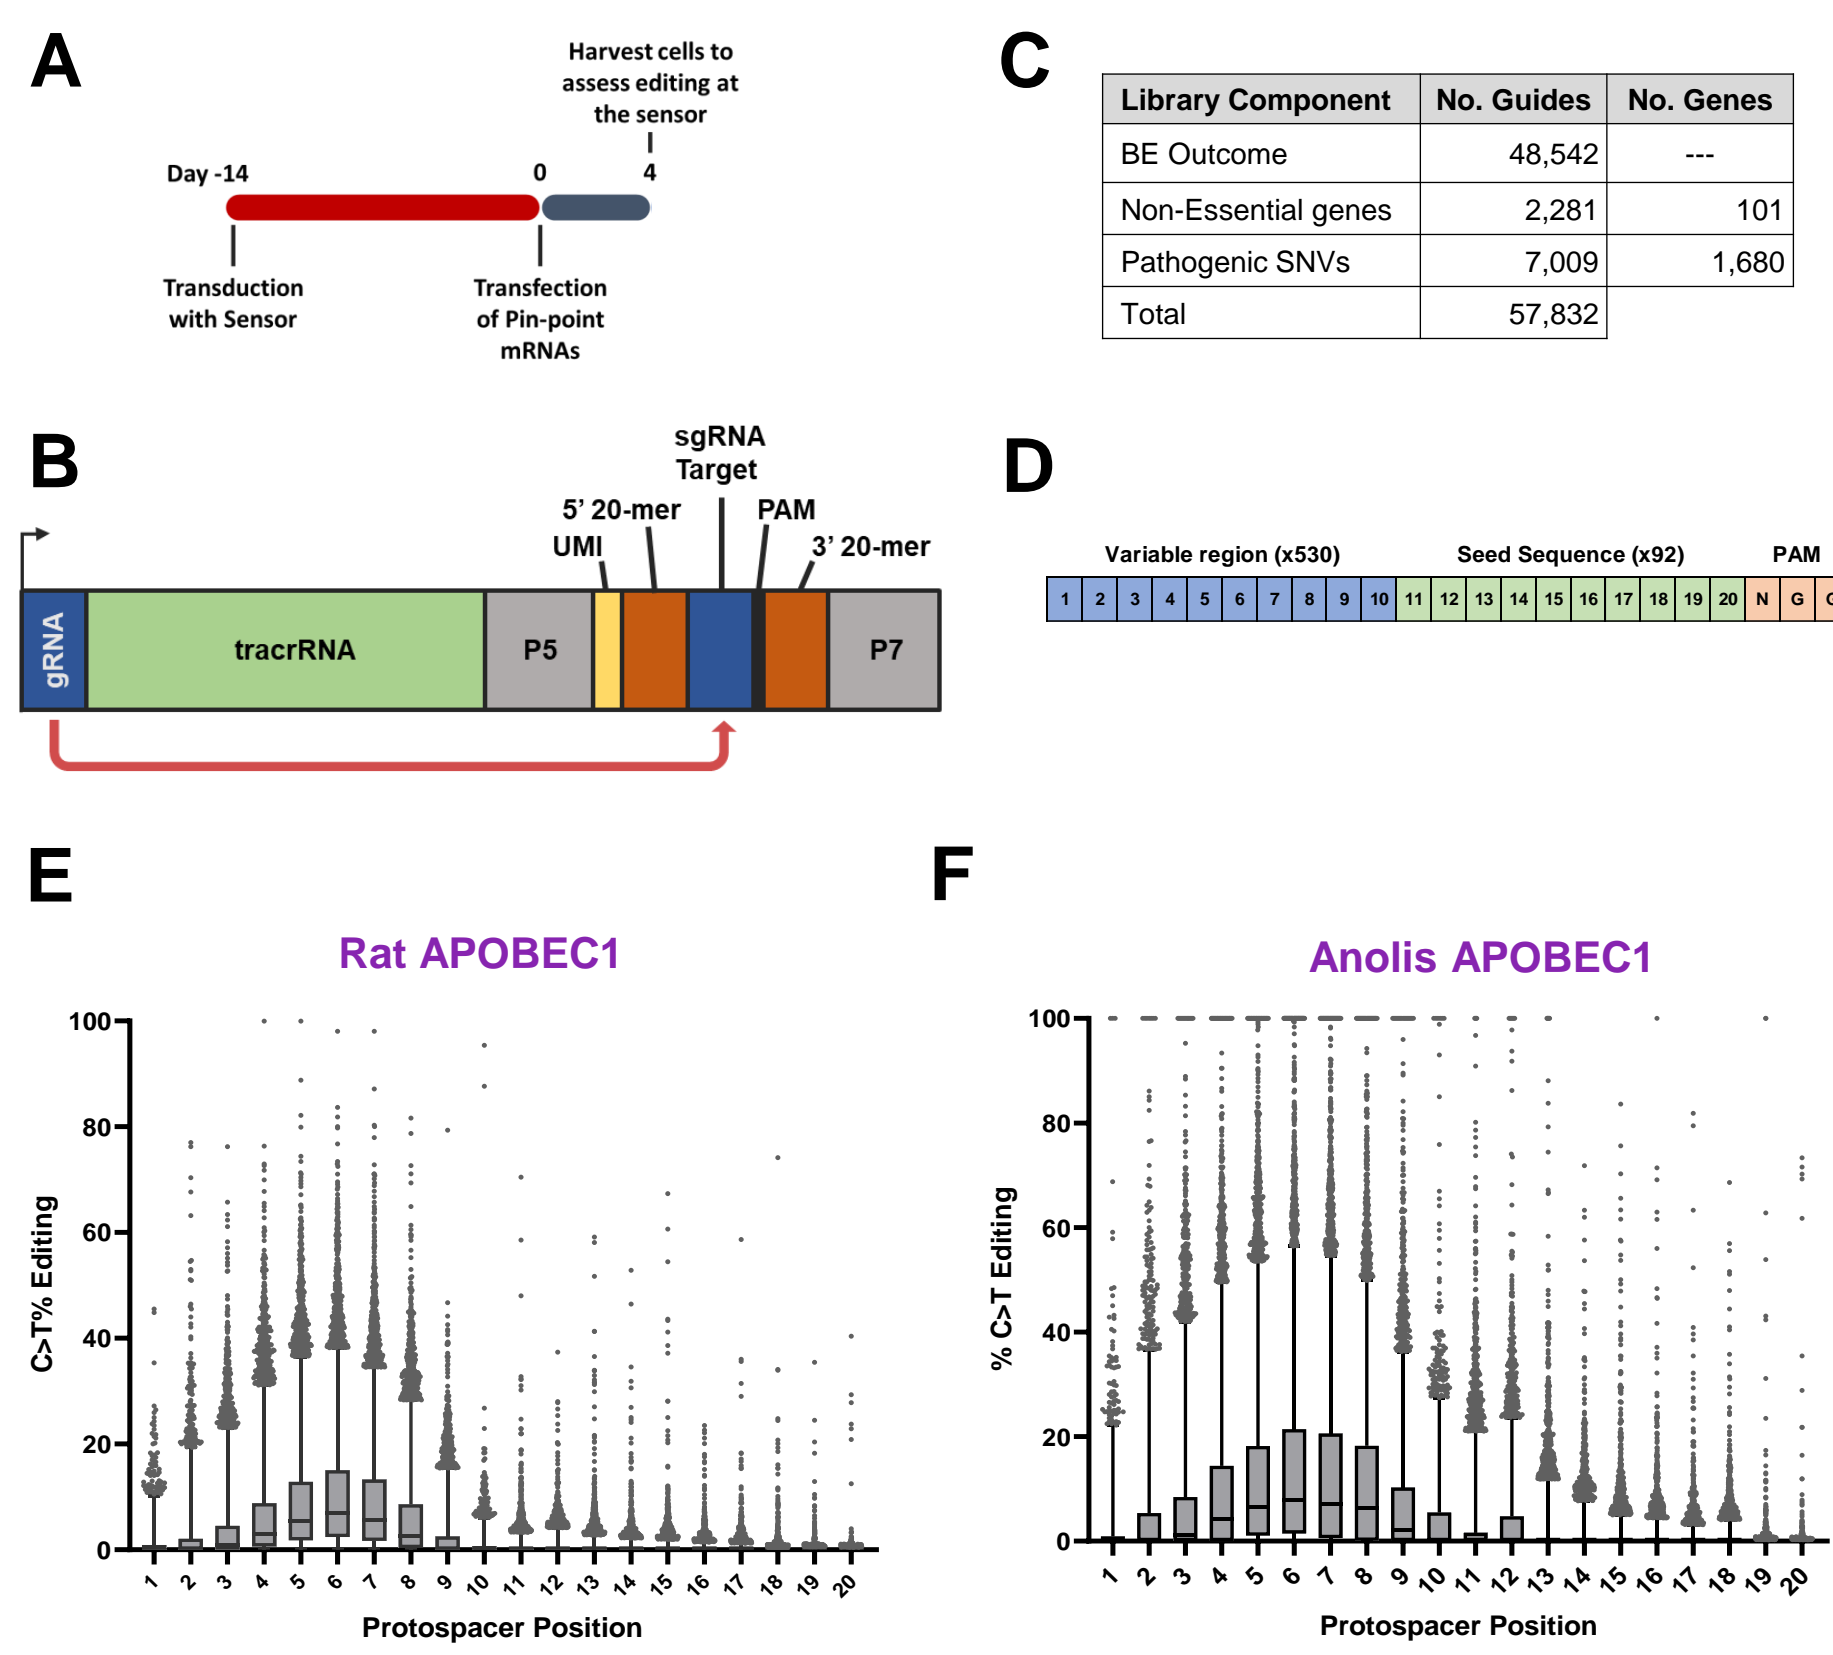 A
Harvest cells to
assess editing at
the sensor
Day -14
0
4
Transduction
with Sensor
Transfection
of Pin-point
mRNAs
B
sgRNA
Target
5’ 20-mer
PAM
UMI
3’ 20-mer
gRNA
tracrRNA
P5
P7
C
Library Component No. Guides No. Genes
BE Outcome 48,542 ---
Non-Essential genes 2,281 101
Pathogenic SNVs 7,009 1,680
Total 57,832
D
Variable region (x530) Seed Sequence (x92) PAM
1 2 3 4 5 6 7 8 9 10 11 12 13 14 15 16 17 18 19 20 N G
E
Rat APOBEC1
C>T% Editing
100
80
60
40
20
0
1 2 3 4 5 6 7 8 9 10 11 12 13 14 15 16 17 18 19 20
Protospacer Position
F
Anolis APOBEC1
% C>T Editing
100
80
60
40
20
0
1 2 3 4 5 6 7 8 9 10 11 12 13 14 15 16 17 18 19 20
Protospacer Position